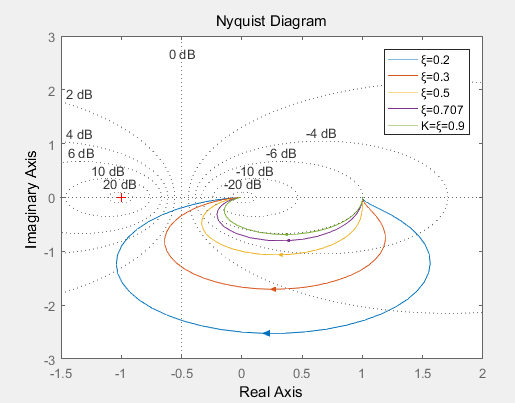 Nyquist Diagram
3
0 dB
ξ=0.2
ξ=0.3
ξ=0.5
ξ=0.707
K=ξ=0.9
2
2 dB
1
4 dB
-4 dB
6 dB
-6 dB
10 dB
-10 dB
20 dB
-20 dB
0
-1
-2
-3
Imaginary Axis
-1.5
-1
-0.5
0
0.5
1
1.5
2
Real Axis